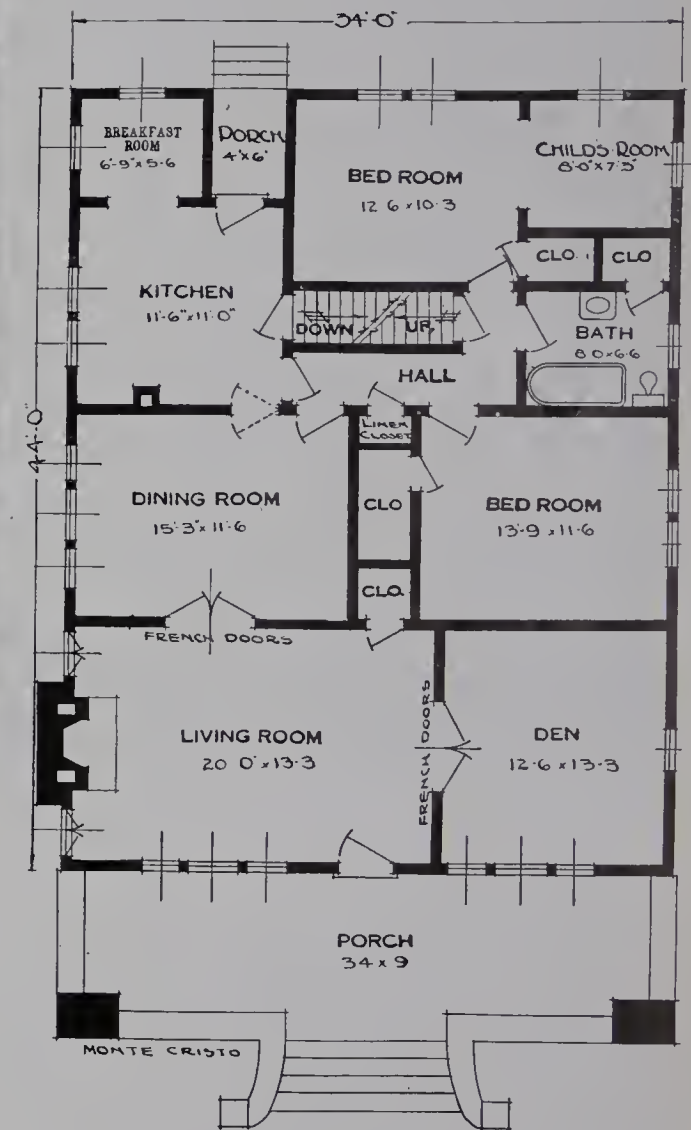 34'-0"
BREAKFAST
ROOM
6'-9"x5-6
PORCH
4'x6'
BED ROOM
12 6 x10-3
CHILD'S ROOM
8'-0"x7'-3"
CLO.
CLO
KITCHEN
11'-6"x11'-0"
DOWN
UP
BATH
8 0x6-6
HALL
LINEN
CLOSET
44'-0"
DINING ROOM
15'-3"x11-6
CLO
BED ROOM
13-9 x11-6
CLO.
FRENCH DOORS
LIVING ROOM
20 0"x13-3
FRENCH DOORS
DEN
12-6 x13-3
PORCH
34 x 9
MONTE CRISTO